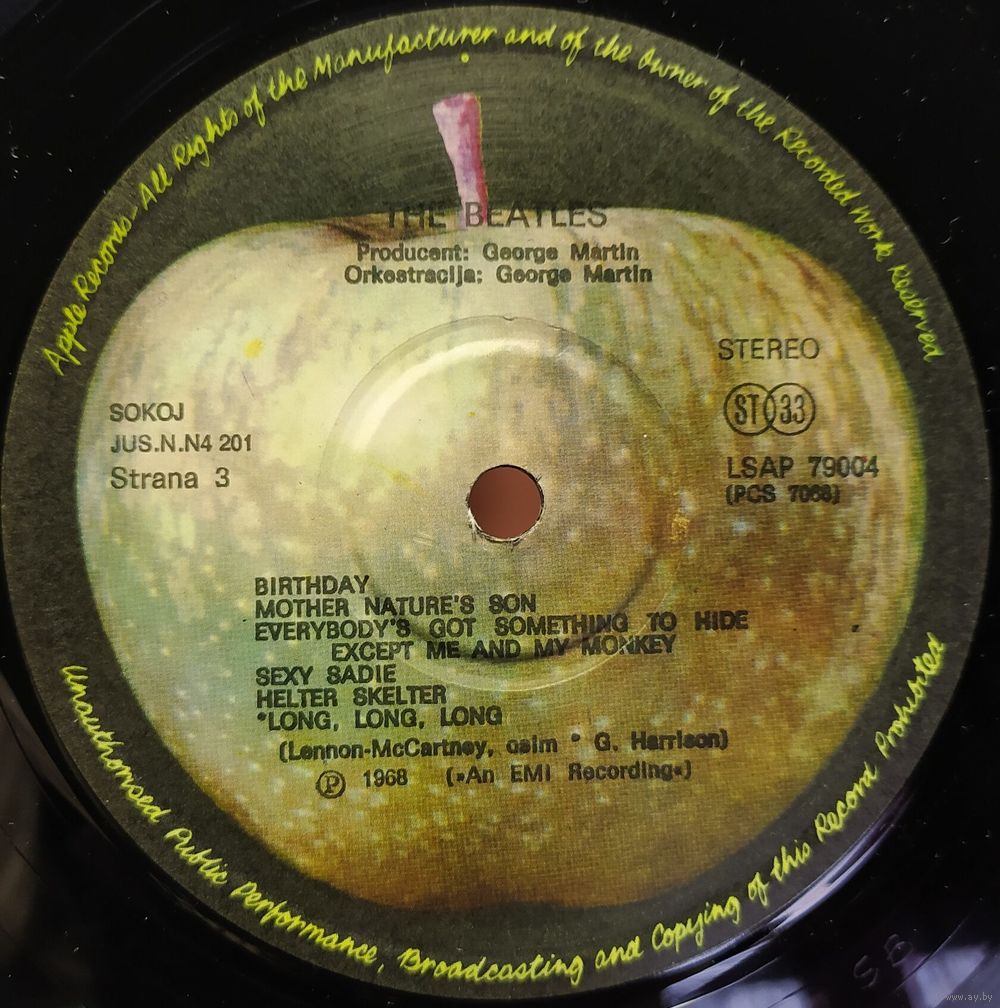 Apple Records - All Rights of the Manufacturer and of the Owner of the Recorded Work Reserved
THE BEATLES
Producent: George Martin
Orkestracija: George Martin
STEREO
ST 33
SOKOJ
JUS.N.N4 201
Strana 3
LSAP 79004
(PCS 7068)
BIRTHDAY
MOTHER NATURE'S SON
EVERYBODY'S GOT SOMETHING TO HIDE
EXCEPT ME AND MY MONKEY
SEXY SADIE
HELTER SKELTER
*LONG, LONG, LONG
(Lennon-McCartney, osim * G. Harrison)
Ⓟ 1968 (»An EMI Recording«)
Unauthorised Public Performance, Broadcasting and Copying of this Record Prohibited
www.ay.by